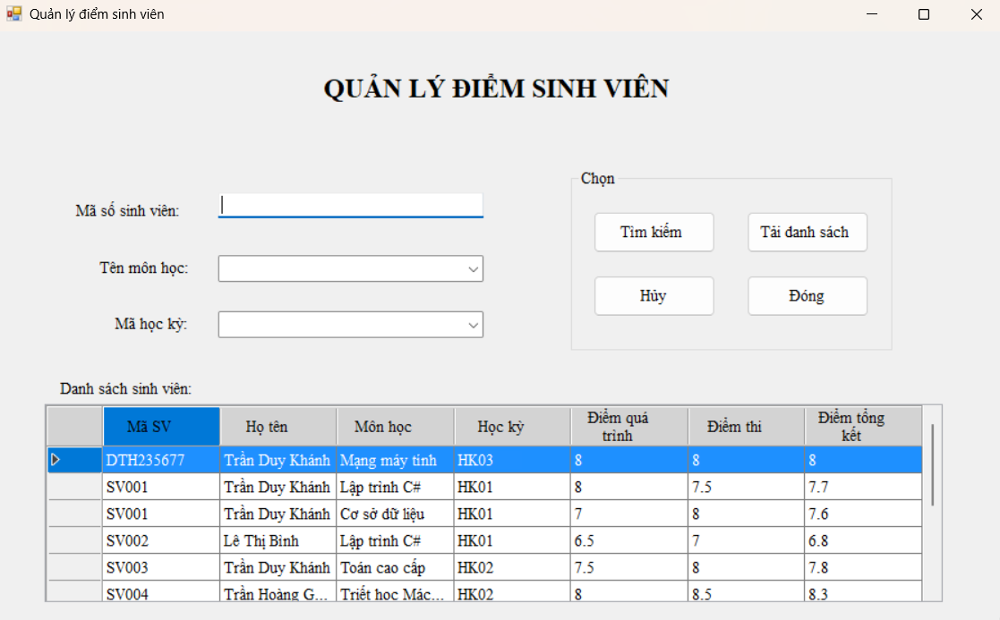 Quản lý điểm sinh viên
QUẢN LÝ ĐIỂM SINH VIÊN
Chọn
Mã số sinh viên:
Tìm kiếm Tải danh sách
Tên môn học:
Hủy Đóng
Mã học kỳ:
Danh sách sinh viên:
Mã SV Họ tên Môn học Học kỳ Điểm quá trình Điểm thi Điểm tổng kết
DTH235677 Trần Duy Khánh Mạng máy tính HK03 8 8 8
SV001 Trần Duy Khánh Lập trình C# HK01 8 7.5 7.7
SV001 Trần Duy Khánh Cơ sở dữ liệu HK01 7 8 7.6
SV002 Lê Thị Bình Lập trình C# HK01 6.5 7 6.8
SV003 Trần Duy Khánh Toán cao cấp HK02 7.5 8 7.8
SV004 Trần Hoàng G... Triết học Mác... HK02 8 8.5 8.3